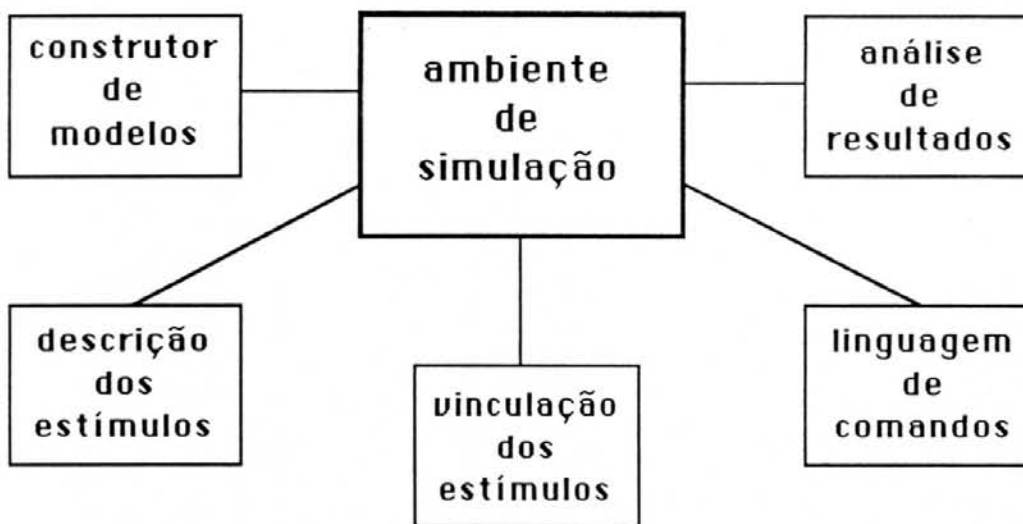 construtor
de
modelos
ambiente
de
simulação
análise
de
resultados
descrição
dos
estímulos
vinculação
dos
estímulos
linguagem
de
comandos